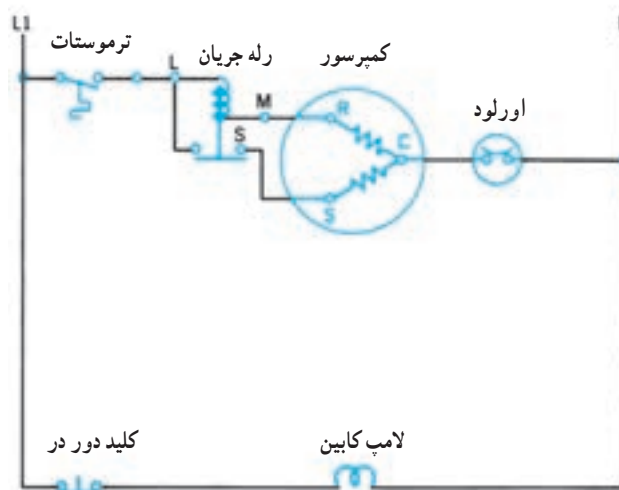 L1
ترموستات
رله جریان
کمپرسور
اورلود
L
M
S
R
C
S
کلید دور در
لامپ کابین